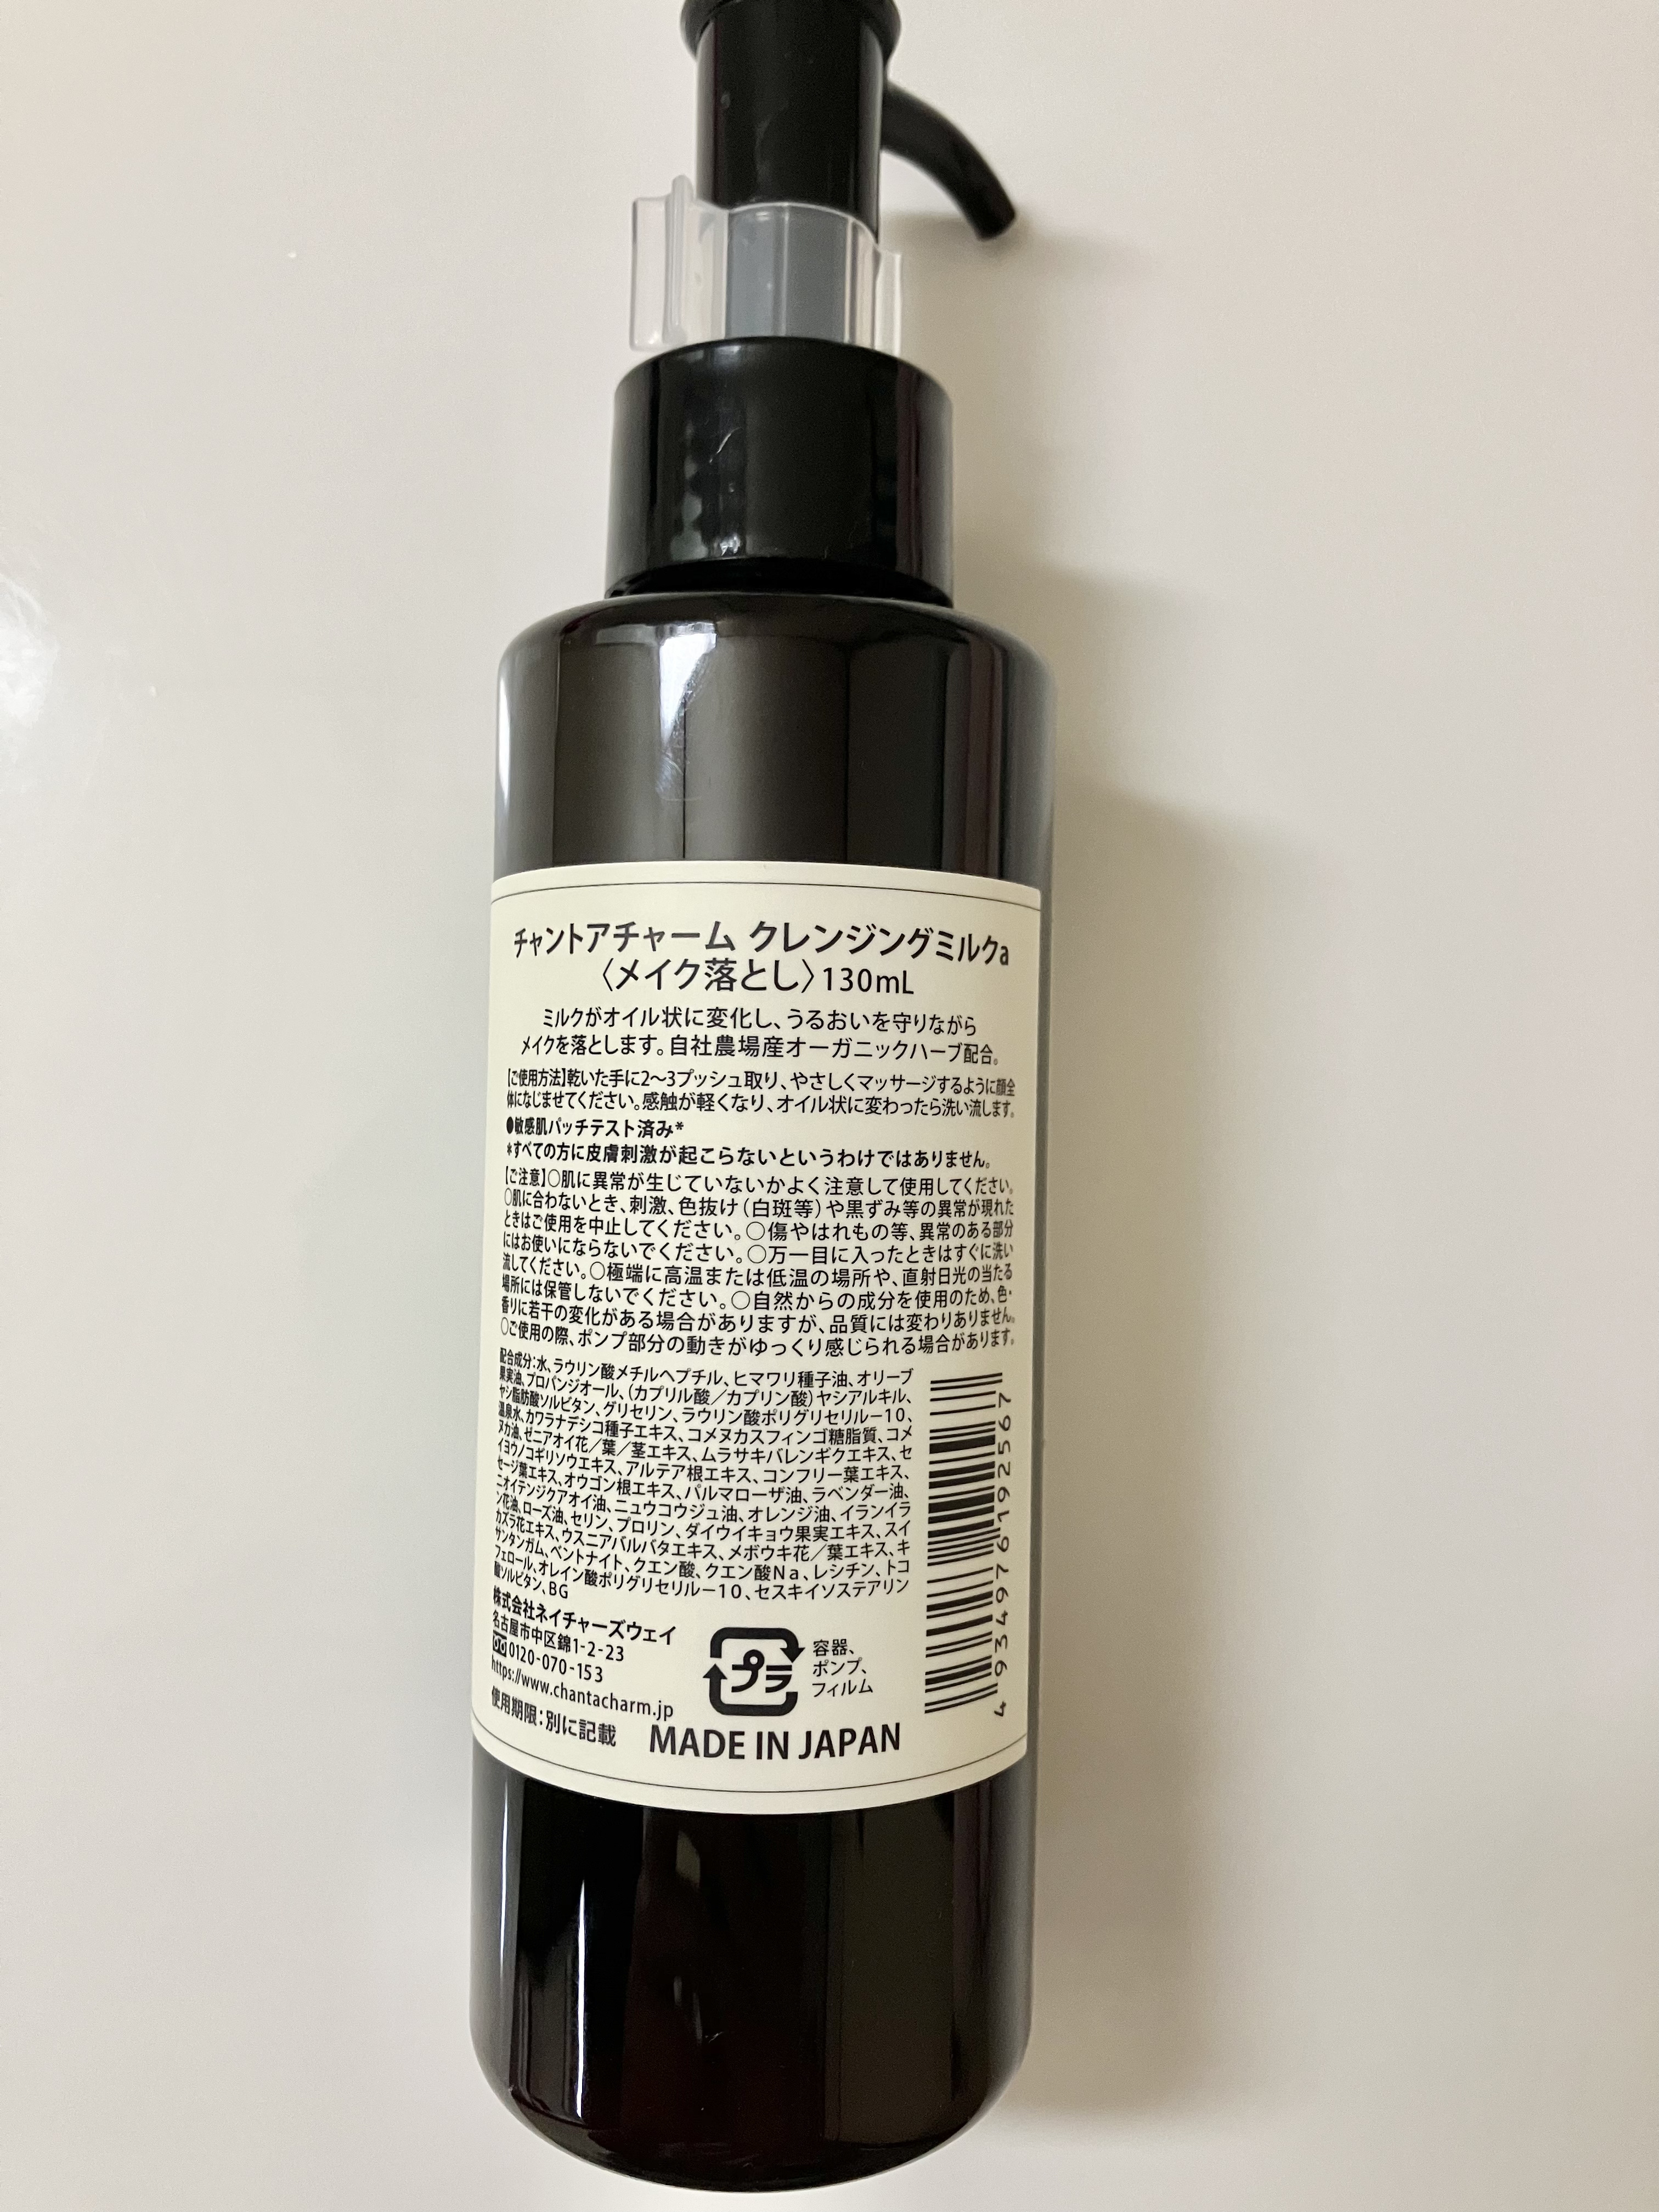 チャントアチャーム クレンジングミルクa
〈メイク落とし〉130mL
ミルクがオイル状に変化し、うるおいを守りながら
メイクを落とします。自社農場産オーガニックハーブ配合。
【ご使用方法】乾いた手に2〜3プッシュ取り、やさしくマッサージするように顔全
体になじませてください。感触が軽くなり、オイル状に変わったら洗い流します。
●敏感肌パッチテスト済み*
*すべての方に皮膚刺激が起こらないというわけではありません。
【ご注意】○肌に異常が生じていないかよく注意して使用してください。
○肌に合わないとき、刺激、色抜け（白斑等）や黒ずみ等の異常が現れた
ときはご使用を中止してください。○傷やはれもの等、異常のある部分
にはお使いにならないでください。○万一目に入ったときはすぐに洗い
流してください。○極端に高温または低温の場所や、直射日光の当たる
場所には保管しないでください。○自然からの成分を使用のため、色・
香りに若干の変化がある場合がありますが、品質には変わりありません。
○ご使用の際、ポンプ部分の動きがゆっくり感じられる場合があります。
配合成分：水、ラウリン酸メチルヘプチル、ヒマワリ種子油、オリーブ
果実油、プロパンジオール、（カプリル酸／カプリン酸）ヤシアルキル、
ヤシ脂肪酸ソルビタン、グリセリン、ラウリン酸ポリグリセリル－10、
温泉水、カワラナデシコ種子エキス、コメヌカスフィンゴ糖脂質、コメ
ヌカ油、ゼニアオイ花／葉／茎エキス、ムラサキバレンギクエキス、セ
イヨウノコギリソウエキス、アルテア根エキス、コンフリー葉エキス、
セージ葉エキス、オウゴン根エキス、パルマローザ油、ラベンダー油、
ニオイテンジクアオイ油、ニュウコウジュ油、オレンジ油、イランイラ
ン花油、ローズ油、セリン、プロリン、ダイウイキョウ果実エキス、スイ
カズラ花エキス、ウスニアバルバタエキス、メボウキ花／葉エキス、キ
サンタンガム、ベントナイト、クエン酸、クエン酸Na、レシチン、トコ
フェロール、オレイン酸ポリグリセリル－10、セスキイソステアリン
酸ソルビタン、BG
株式会社ネイチャーズウェイ
名古屋市中区錦1-2-23
0120-070-153
https://www.chantacharm.jp
使用期限：別に記載
プラ
容器、
ポンプ、
フィルム
MADE IN JAPAN
4 934976 192567